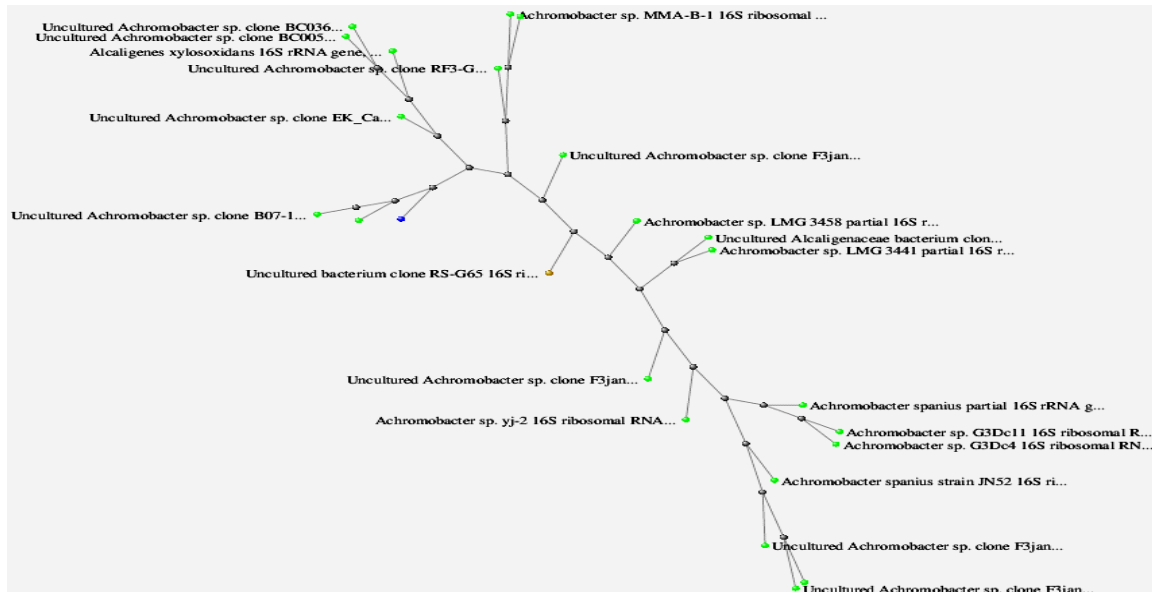 Uncultured Achromobacter sp. clone BC036...
Achromobacter sp. MMA-B-1 16S ribosomal ...
Uncultured Achromobacter sp. clone BC005...
Alcaligenes xylosoxidans 16S rRNA gene, ...
Uncultured Achromobacter sp. clone RF3-G...
Uncultured Achromobacter sp. clone EK_Ca...
Uncultured Achromobacter sp. clone F3jan...
Uncultured Achromobacter sp. clone B07-1...
Achromobacter sp. LMG 3458 partial 16S r...
Uncultured Alcaligenaceae bacterium clon...
Achromobacter sp. LMG 3441 partial 16S r...
Uncultured bacterium clone RS-G65 16S ri...
Uncultured Achromobacter sp. clone F3jan...
Achromobacter spanius partial 16S rRNA g...
Achromobacter sp. yj-2 16S ribosomal RNA...
Achromobacter sp. G3Dc11 16S ribosomal R...
Achromobacter sp. G3Dc4 16S ribosomal RN...
Achromobacter spanius strain JN52 16S ri...
Uncultured Achromobacter sp. clone F3jan...
Uncultured Achromobacter sp. clone F3jan...